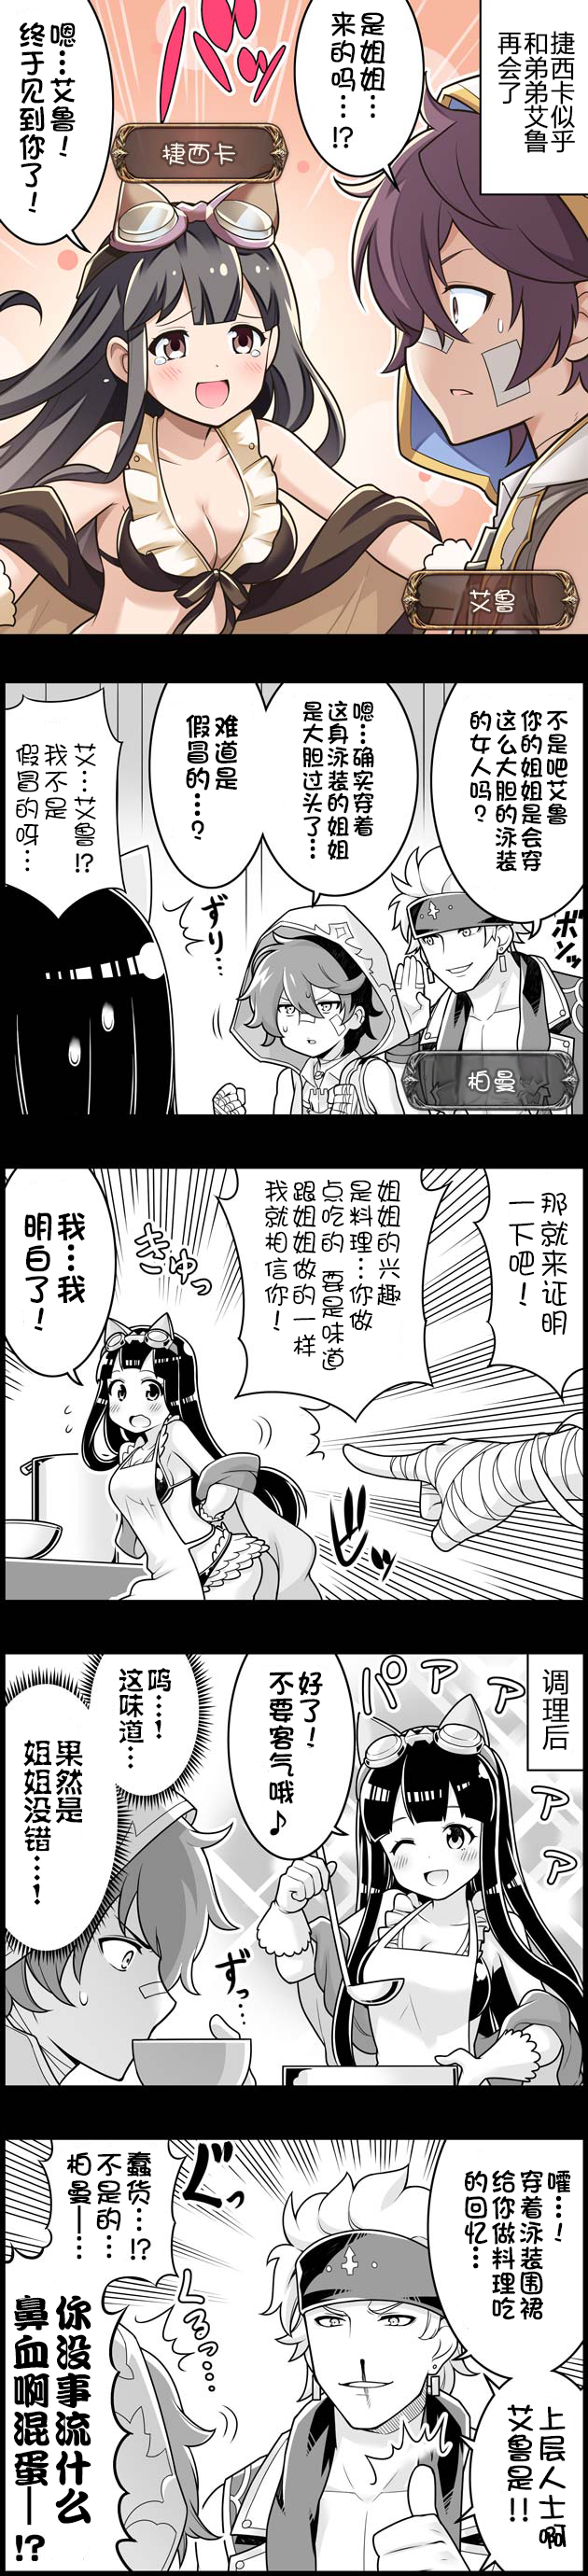 捷西卡似乎
和弟弟艾鲁
再会了
是姐姐…
来的吗…!?
バッ
嗯…艾鲁！
终于见到你了！
捷西卡
艾鲁
不是吧艾鲁
你的姐姐是会穿
这么大胆的泳装
的女人吗？
ボソッ
嗯…确实穿着
这身泳装的姐姐
是大胆过头了…
难道是
假冒的…？
ずり…
艾…艾鲁!?
我不是
假冒的呀…
柏曼
那就来证明
一下吧！
姐姐的兴趣
是料理…你做
点吃的 要是味道
跟姐姐做的一样
我就相信你！
ビッ
きゅっ
我…我
明白了！
调理后
パアアア
好了！
不要客气
哦♪
呜…！
这味道…
果然是
姐姐没错…！
ずっ…
嚯…！
穿着泳装围裙
给你做料理吃
的回忆…
上层人士啊
艾鲁是!!
ぐっ
くるっ…
蠢货…!?
不是的…
柏曼—…
你没事流什么
鼻血啊混蛋—!?